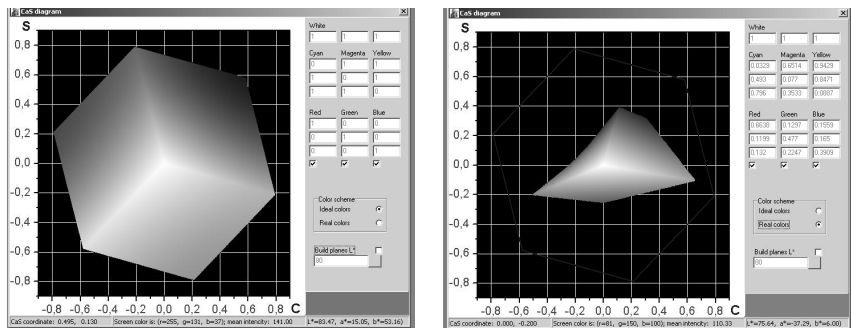 CaS diagram
S
0,8
0,6
0,4
0,2
0,0
-0,2
-0,4
-0,6
-0,8
-0,8 -0,6 -0,4 -0,2 0,0 0,2 0,4 0,6 0,8 C
White
1 1 1
Cyan Magenta Yellow
0 1 1
1 0 1
1 1 0
Red Green Blue
1 0 0
0 1 0
0 0 1
Color scheme
Ideal colors
Real colors
Build planes L*
80
CaS coordinate: 0.495, 0.130 Screen color is: (r=255, g=131, b=37); mean intencity: 141.00 L*=83.47, a*=15.05, b*=53.16)
CaS diagram
S
0,8
0,6
0,4
0,2
0,0
-0,2
-0,4
-0,6
-0,8
-0,8 -0,6 -0,4 -0,2 0,0 0,2 0,4 0,6 0,8 C
White
1 1 1
Cyan Magenta Yellow
0.0329 0.6514 0.9429
0.493 0.077 0.8471
0.796 0.3533 0.0887
Red Green Blue
0.6638 0.1297 0.1559
0.1199 0.477 0.165
0.132 0.2247 0.3909
Color scheme
Ideal colors
Real colors
Build planes L*
80
CaS coordinate: 0.000, -0.200 Screen color is: (r=81, g=150, b=100); mean intencity: 110.33 L*=75.64, a*=-37.29, b*=6.00)